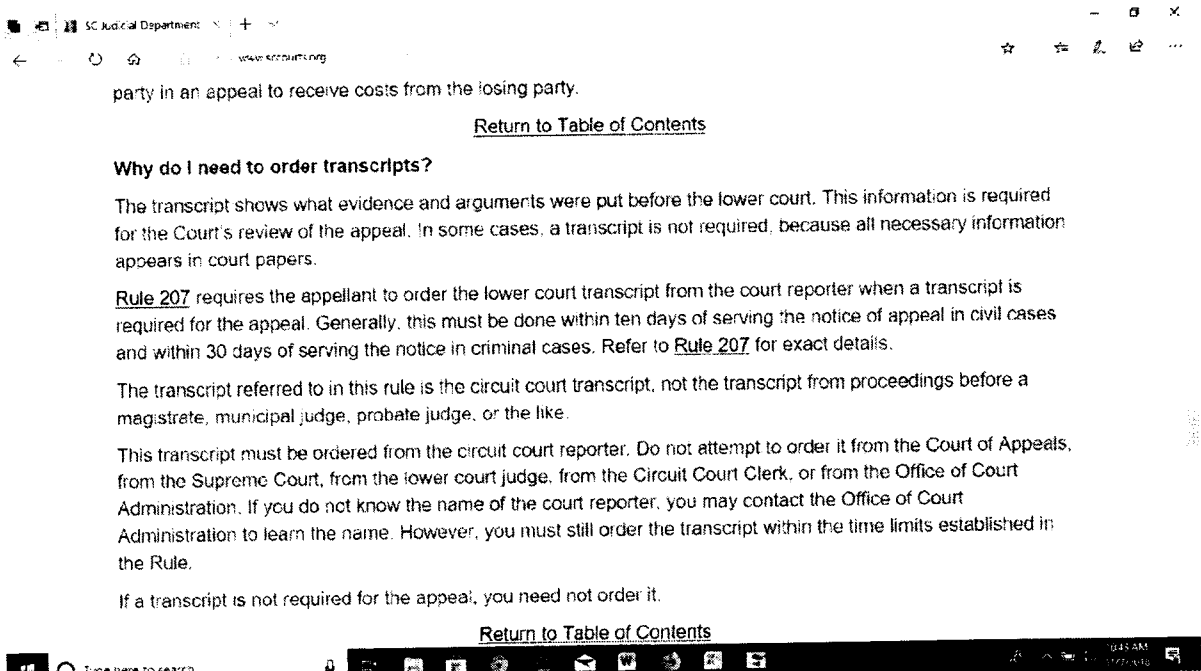 SC Judicial Department
www.sccourts.org
party in an appeal to receive costs from the losing party.
Return to Table of Contents
Why do I need to order transcripts?
The transcript shows what evidence and arguments were put before the lower court. This information is required
for the Court's review of the appeal. In some cases, a transcript is not required, because all necessary information
appears in court papers.
Rule 207 requires the appellant to order the lower court transcript from the court reporter when a transcript is
required for the appeal. Generally, this must be done within ten days of serving the notice of appeal in civil cases
and within 30 days of serving the notice in criminal cases. Refer to Rule 207 for exact details.
The transcript referred to in this rule is the circuit court transcript, not the transcript from proceedings before a
magistrate, municipal judge, probate judge, or the like.
This transcript must be ordered from the circuit court reporter. Do not attempt to order it from the Court of Appeals,
from the Supreme Court, from the lower court judge, from the Circuit Court Clerk, or from the Office of Court
Administration. If you do not know the name of the court reporter, you may contact the Office of Court
Administration to learn the name. However, you must still order the transcript within the time limits established in
the Rule.
If a transcript is not required for the appeal, you need not order it.
Return to Table of Contents
Type here to search